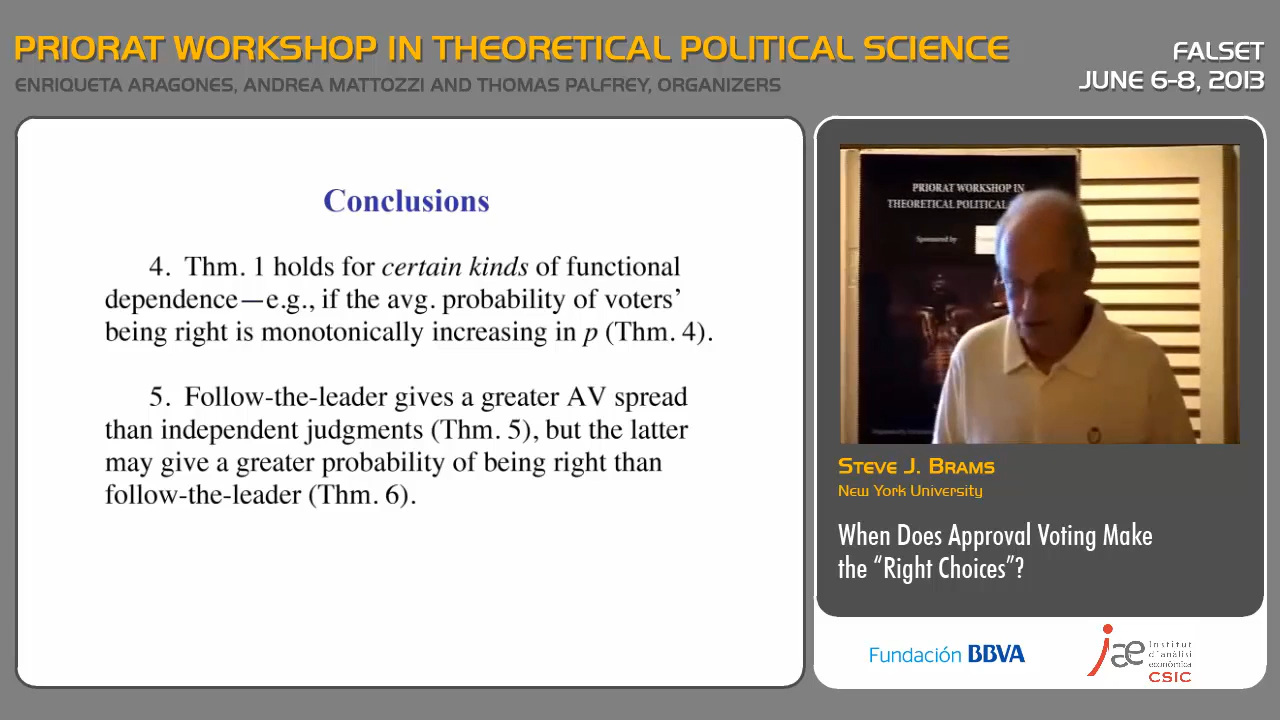 PRIORAT WORKSHOP IN THEORETICAL POLITICAL SCIENCE
ENRIQUETA ARAGONES, ANDREA MATTOZZI AND THOMAS PALFREY, ORGANIZERS
FALSET
JUNE 6-8, 2013
Conclusions
4. Thm. 1 holds for certain kinds of functional
dependence—e.g., if the avg. probability of voters’
being right is monotonically increasing in p (Thm. 4).
5. Follow-the-leader gives a greater AV spread
than independent judgments (Thm. 5), but the latter
may give a greater probability of being right than
follow-the-leader (Thm. 6).
PRIORAT WORKSHOP IN
THEORETICAL POLITICAL
Sponsored by
STEVE J. BRAMS
New York University
When Does Approval Voting Make
the “Right Choices”?
Fundación BBVA
iae Institut
d'anàlisi
econòmica
CSIC